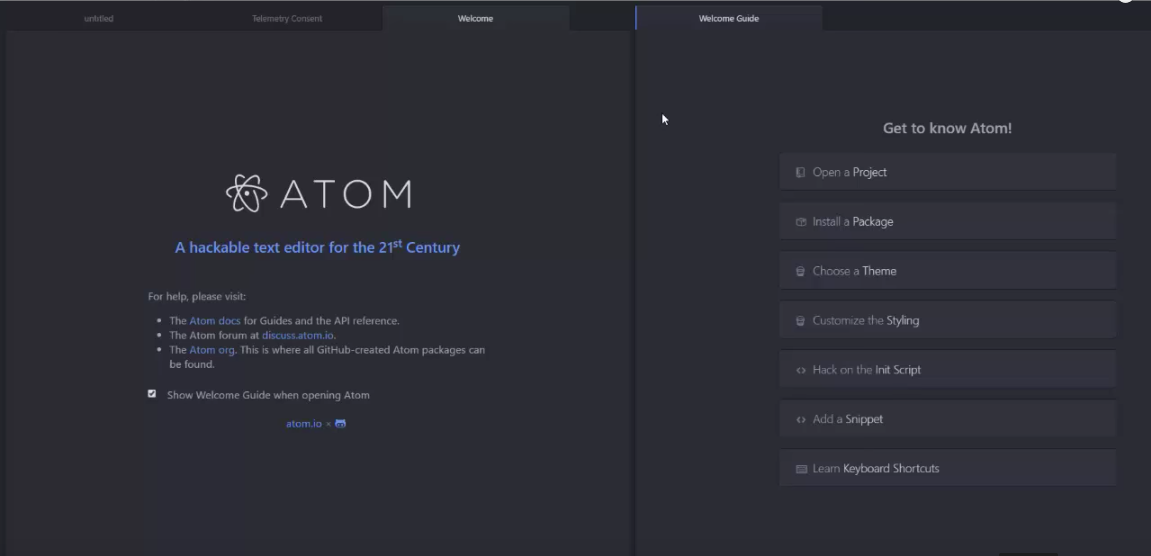 untitled
Telemetry Consent
Welcome
Welcome Guide
ATOM
A hackable text editor for the 21st Century
For help, please visit:
• The Atom docs for Guides and the API reference.
• The Atom forum at discuss.atom.io.
• The Atom org. This is where all GitHub-created Atom packages can
be found.
Show Welcome Guide when opening Atom
atom.io ×
Get to know Atom!
Open a Project
Install a Package
Choose a Theme
Customize the Styling
Hack on the Init Script
Add a Snippet
Learn Keyboard Shortcuts